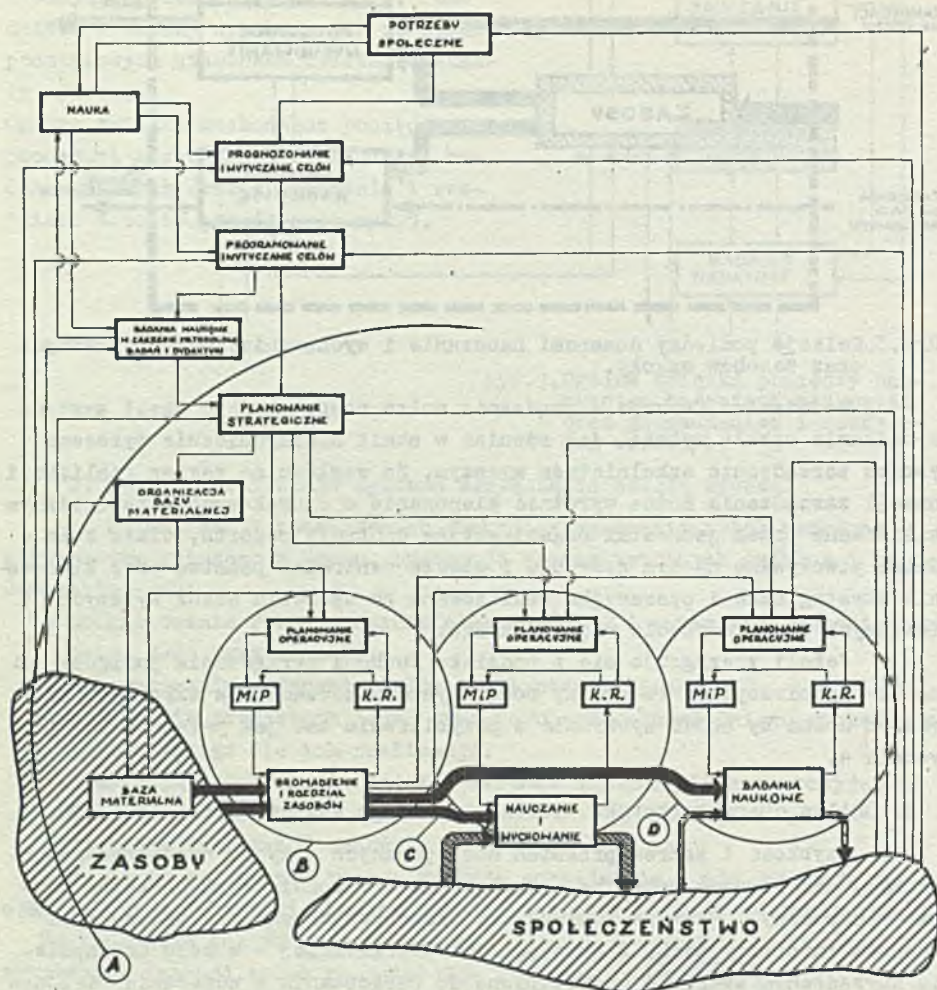 POTRZEBY
SPOŁECZNE
NAUKA
PROGNOZOWANIE
I WYTYCZANIE CELÓW
PROGRAMOWANIE
I WYTYCZANIE CELÓW
BADANIA NAUKOWE
W ZAKRESIE METODOLOGII
BADAŃ I DYDAKTYKI
PLANOWANIE
STRATEGICZNE
ORGANIZACJA
BAZY
MATERIALNEJ
PLANOWANIE
OPERACYJNE
PLANOWANIE
OPERACYJNE
PLANOWANIE
OPERACYJNE
MiP
K.R.
MiP
K.R.
MiP
K.R.
BAZA
MATERIALNA
GROMADZENIE
I ROZDZIAŁ
ZASOBÓW
NAUCZANIE
I
WYCHOWANIE
BADANIA
NAUKOWE
B
C
D
ZASOBY
SPOŁECZEŃSTWO
A